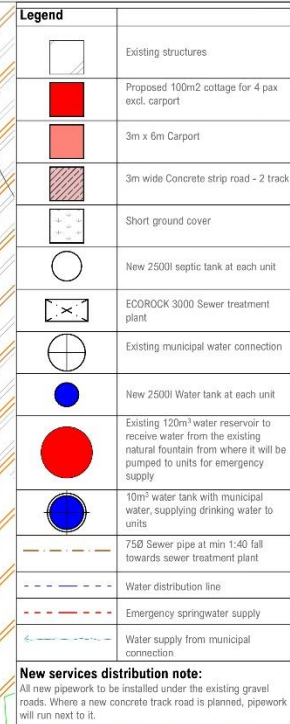 Legend
Existing structures
Proposed 100m2 cottage for 4 pax
excl. carport
3m x 6m Carport
3m wide Concrete strip road - 2 track
Short ground cover
New 2500l septic tank at each unit
ECOROCK 3000 Sewer treatment
plant
Existing municipal water connection
New 2500l Water tank at each unit
Existing 120m³ water reservoir to
receive water from the existing
natural fountain from where it will be
pumped to units for emergency
supply
10m³ water tank with municipal
water, supplying drinking water to
units
75Ø Sewer pipe at min 1:40 fall
towards sewer treatment plant
Water distribution line
Emergency springwater supply
Water supply from municipal
connection
New services distribution note:
All new pipework to be installed under the existing gravel
roads. Where a new concrete track road is planned, pipework
will run next to it.